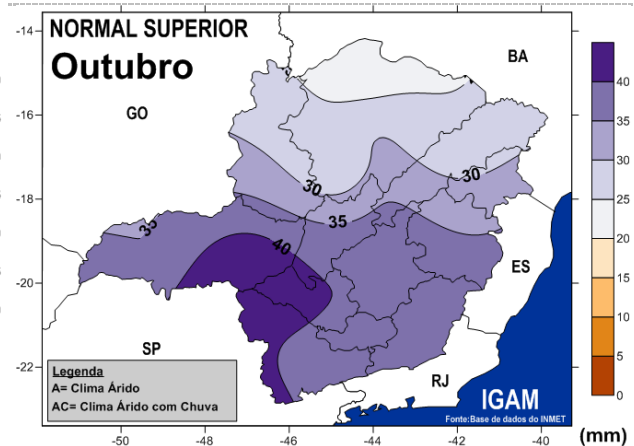 NORMAL SUPERIOR
Outubro
-14
-16
-18
-20
-22
-50
-48
-46
-44
-42
-40
GO
BA
ES
SP
RJ
30
30
35
35
40
Legenda
A= Clima Árido
AC= Clima Árido com Chuva
IGAM
Fonte:Base de dados do INMET
40
35
30
25
20
15
10
5
0
(mm)